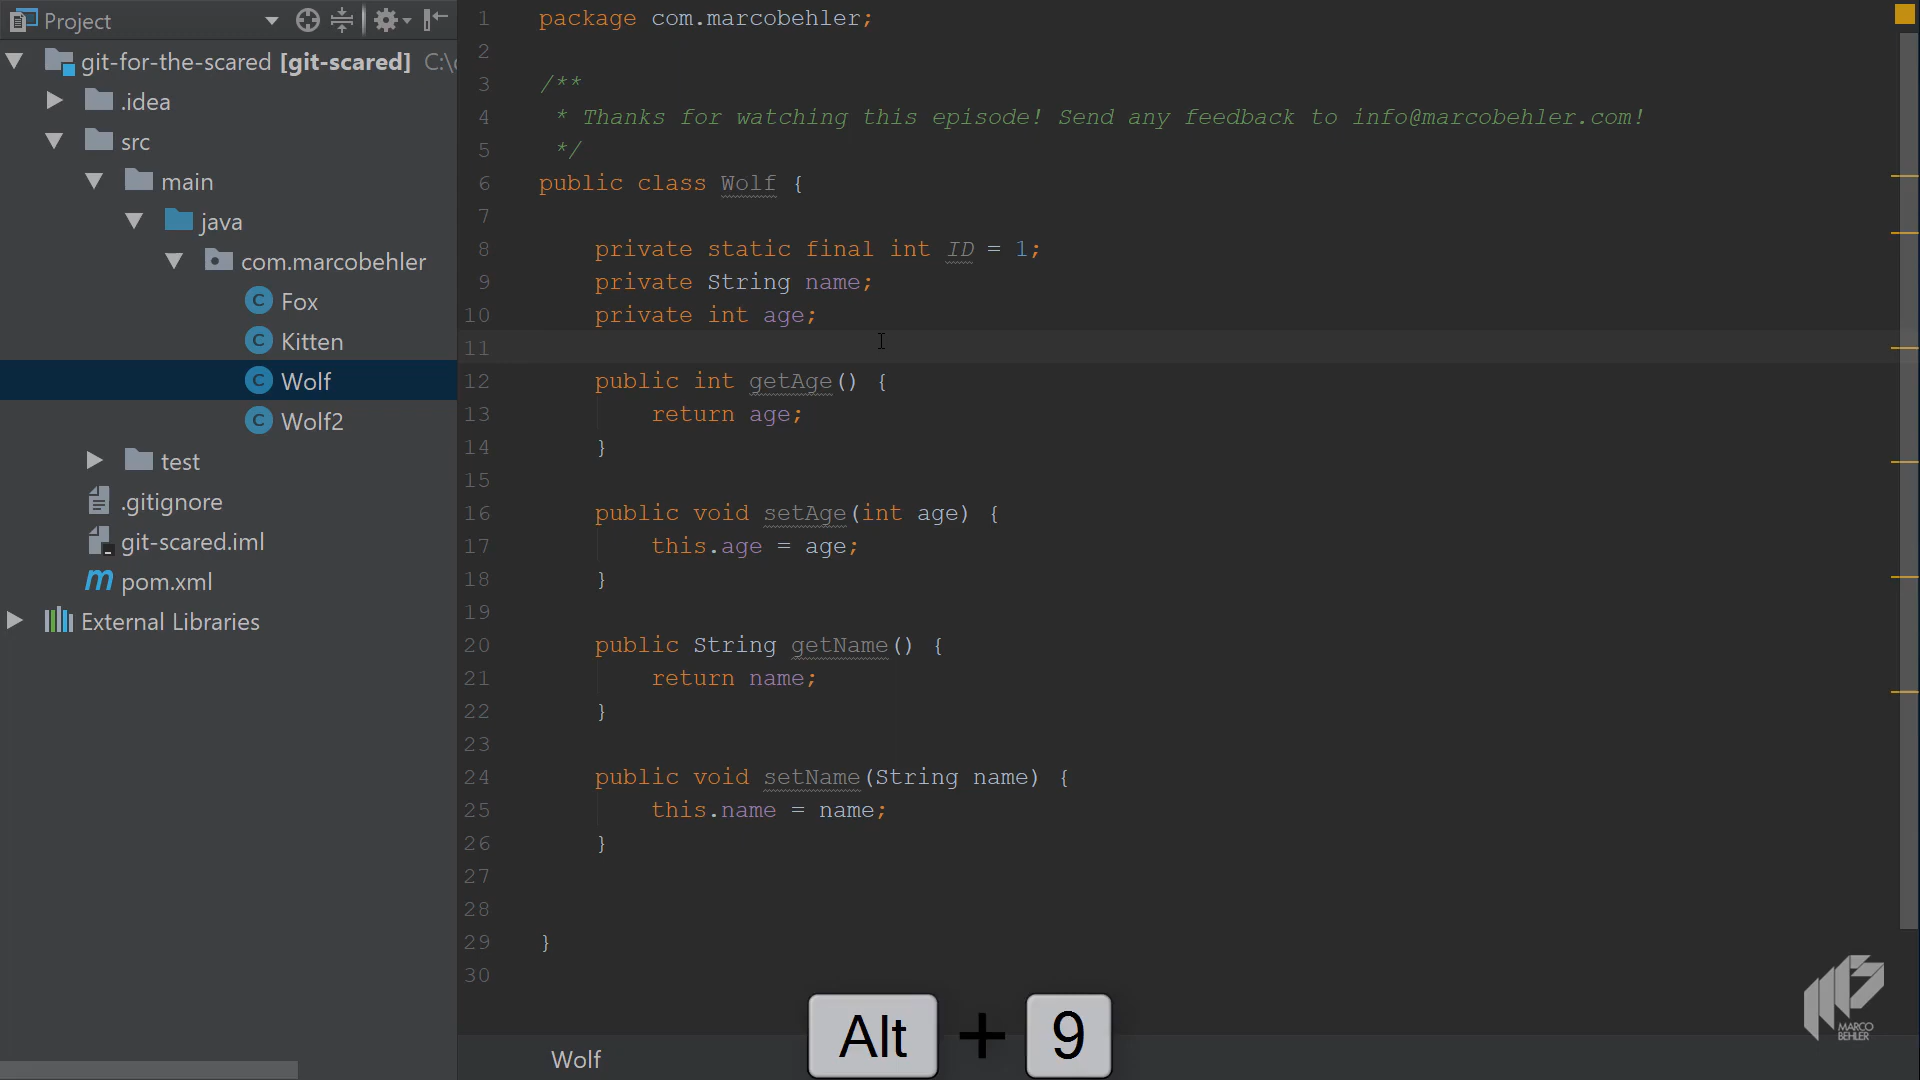 Project
git-for-the-scared [git-scared] C:\
.idea
src
main
java
com.marcobehler
C Fox
C Kitten
C Wolf
C Wolf2
test
.gitignore
git-scared.iml
m pom.xml
External Libraries
1 package com.marcobehler;
2
3 /**
4 * Thanks for watching this episode! Send any feedback to info@marcobehler.com!
5 */
6 public class Wolf {
7
8 private static final int ID = 1;
9 private String name;
10 private int age;
11
12 public int getAge() {
13 return age;
14 }
15
16 public void setAge(int age) {
17 this.age = age;
18 }
19
20 public String getName() {
21 return name;
22 }
23
24 public void setName(String name) {
25 this.name = name;
26 }
27
28
29 }
30
Wolf
Alt + 9
MARCO
BEHLER